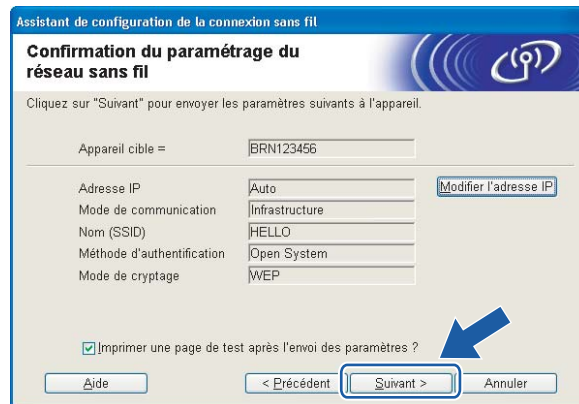 Assistant de configuration de la connexion sans fil
Confirmation du paramétrage du
réseau sans fil
Cliquez sur "Suivant" pour envoyer les paramètres suivants à l'appareil.
Appareil cible = BRN123456
Adresse IP Auto Modifier l'adresse IP
Mode de communication Infrastructure
Nom (SSID) HELLO
Méthode d'authentification Open System
Mode de cryptage WEP
Imprimer une page de test après l'envoi des paramètres ?
Aide < Précédent Suivant > Annuler